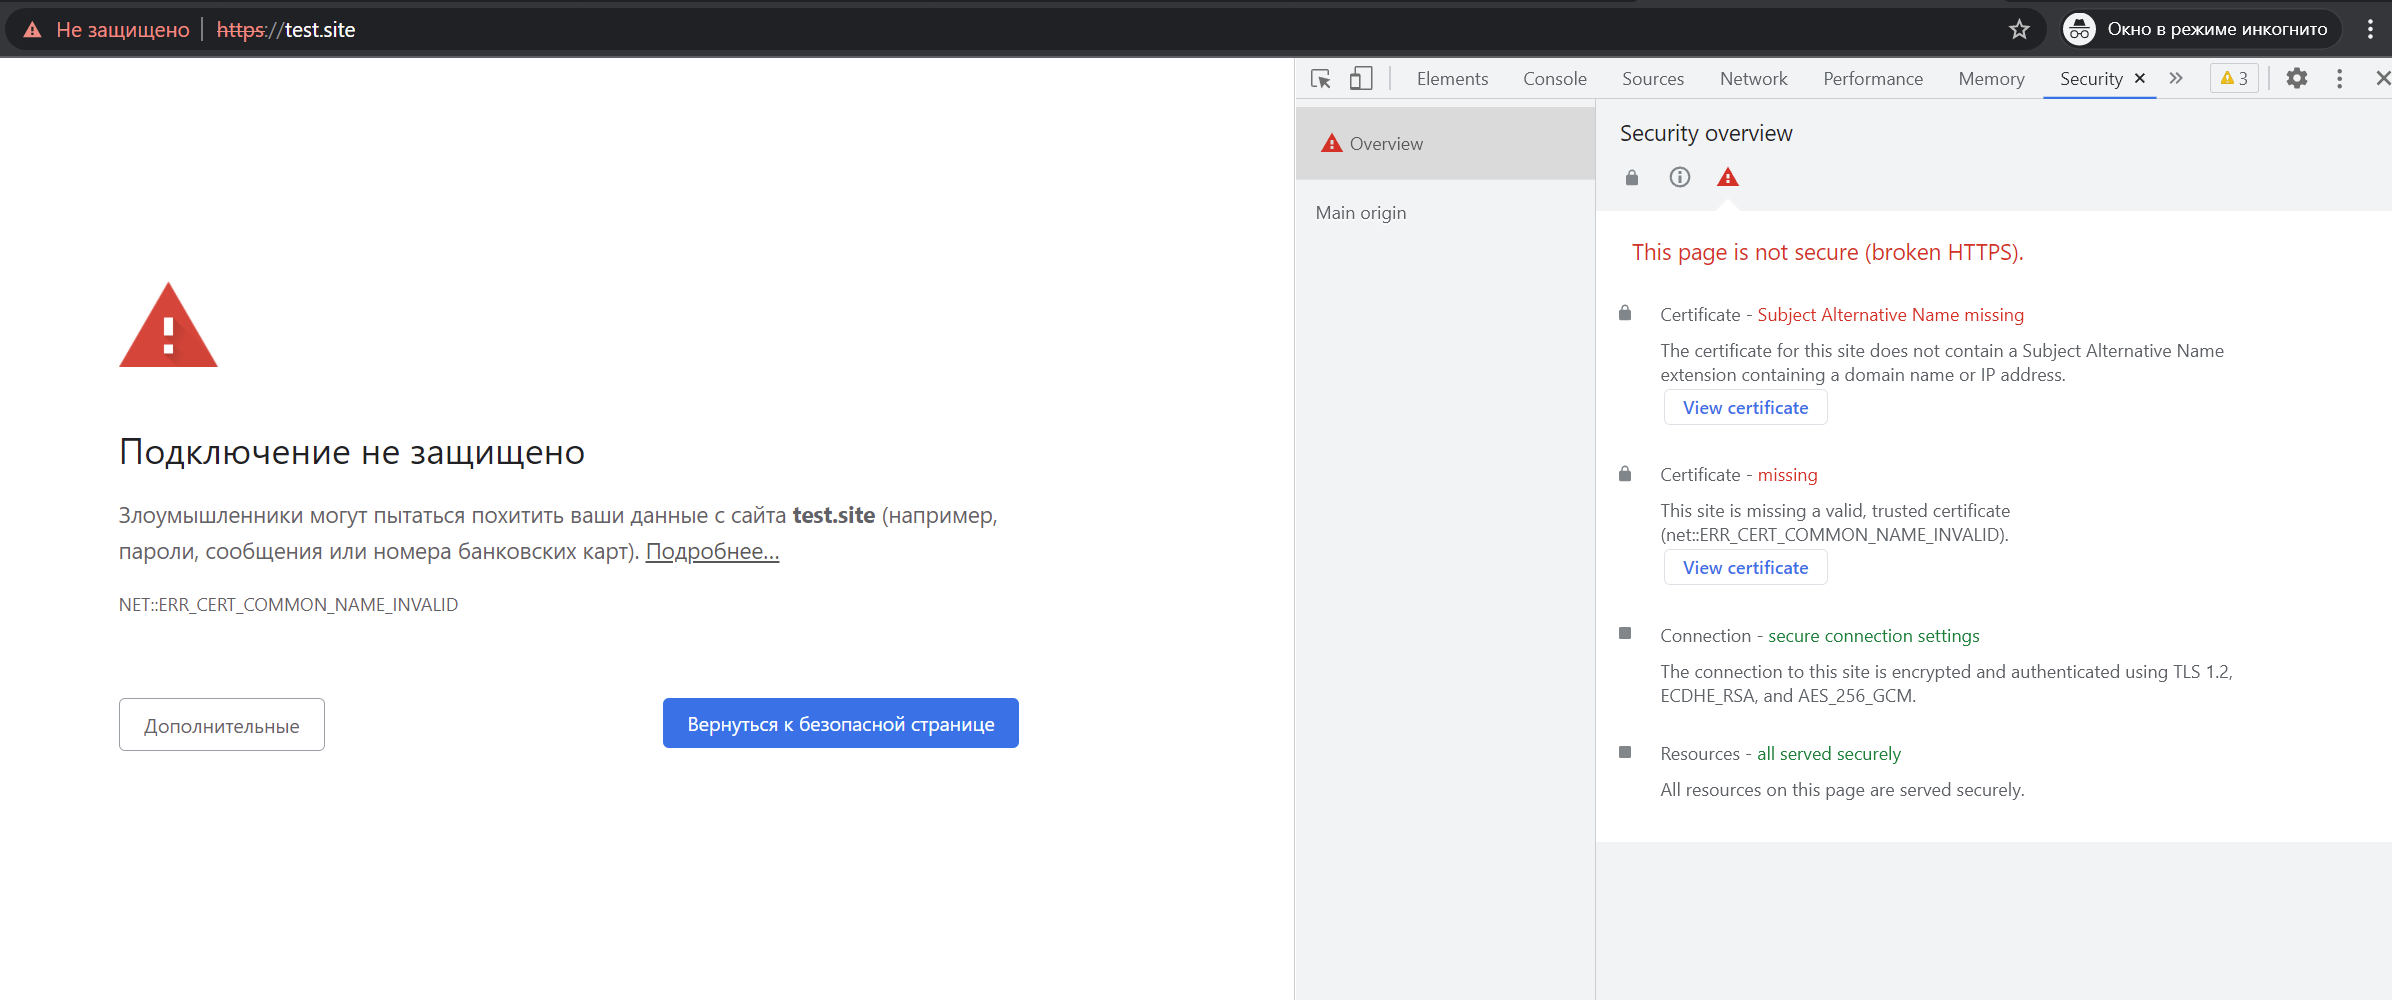 Не защищено | https://test.site
Окно в режиме инкогнито
Elements Console Sources Network Performance Memory Security × » 3
Overview
Main origin
Security overview
This page is not secure (broken HTTPS).
Certificate - Subject Alternative Name missing
The certificate for this site does not contain a Subject Alternative Name
extension containing a domain name or IP address.
View certificate
Certificate - missing
This site is missing a valid, trusted certificate
(net::ERR_CERT_COMMON_NAME_INVALID).
View certificate
Connection - secure connection settings
The connection to this site is encrypted and authenticated using TLS 1.2,
ECDHE_RSA, and AES_256_GCM.
Resources - all served securely
All resources on this page are served securely.
Подключение не защищено
Злоумышленники могут пытаться похитить ваши данные с сайта test.site (например,
пароли, сообщения или номера банковских карт). Подробнее...
NET::ERR_CERT_COMMON_NAME_INVALID
Дополнительные
Вернуться к безопасной странице